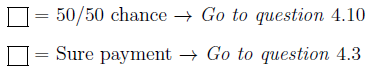 = 50/50 chance → Go to question 4.10
= Sure payment → Go to question 4.3